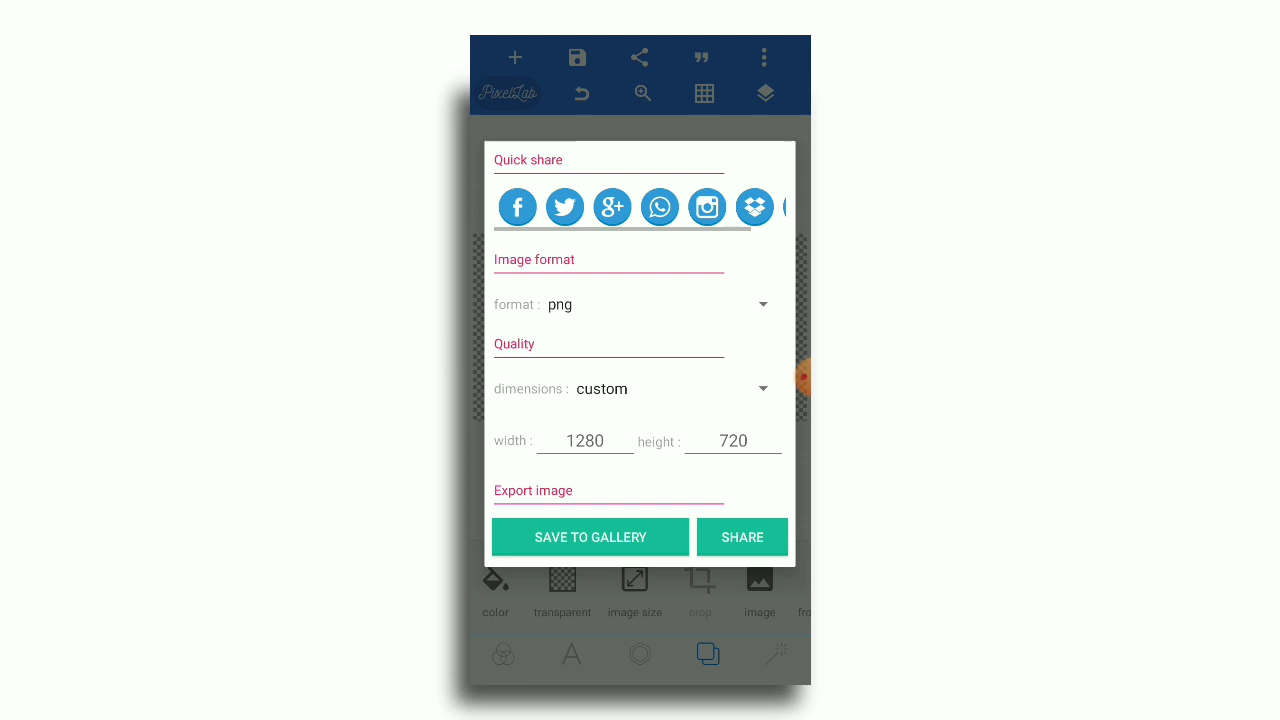 PixelLab
Quick share
Image format
format : png
Quality
dimensions : custom
width : 1280 height : 720
Export image
SAVE TO GALLERY SHARE
color transparent image size crop image fro